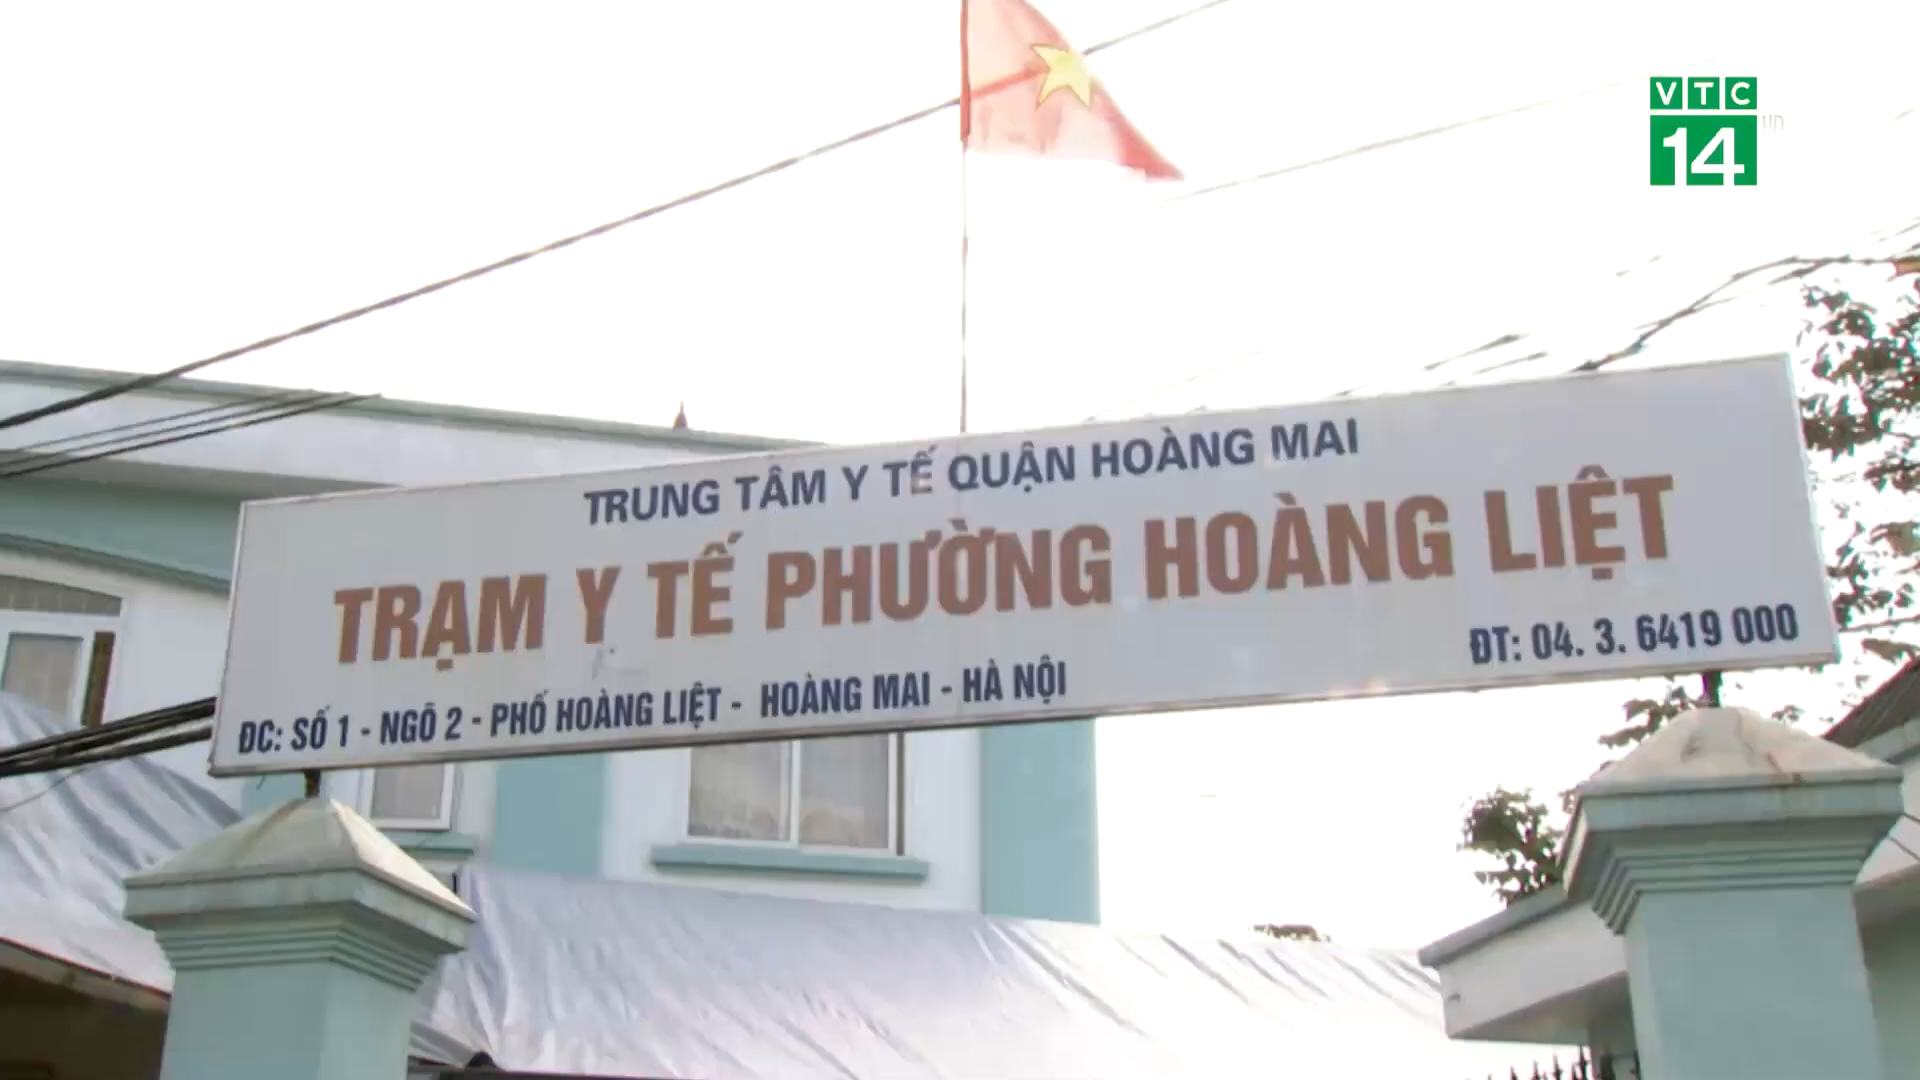 VTC
14
TRUNG TÂM Y TẾ QUẬN HOÀNG MAI
TRẠM Y TẾ PHƯỜNG HOÀNG LIỆT
ĐC: SỐ 1 - NGÕ 2 - PHỐ HOÀNG LIỆT - HOÀNG MAI - HÀ NỘI
ĐT: 04. 3. 6419 000